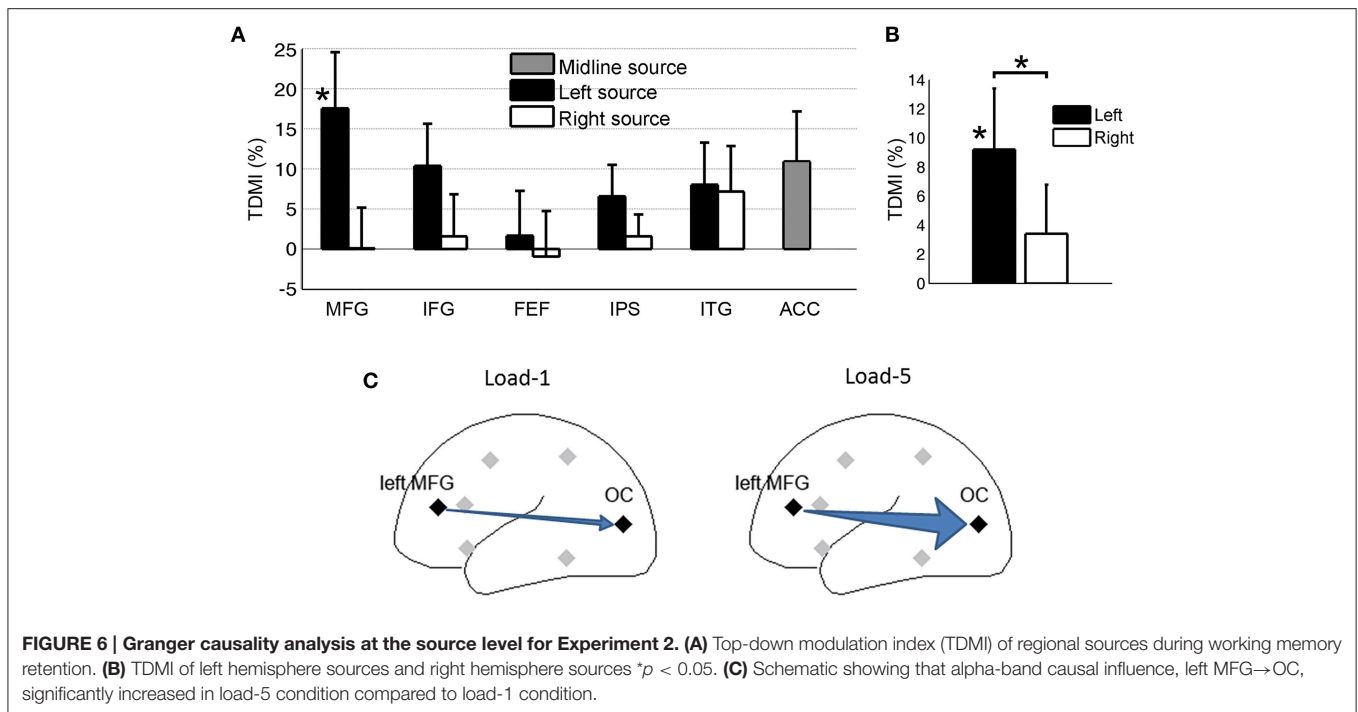 A
25
20
15
10
5
0
-5
TDMI (%)
*
Midline source
Left source
Right source
MFG IFG FEF IPS ITG ACC
B
14
12
10
8
6
4
2
0
TDMI (%)
*
*
Left
Right
C
Load-1
Load-5
left MFG
OC
left MFG
OC
FIGURE 6 | Granger causality analysis at the source level for Experiment 2. (A) Top-down modulation index (TDMI) of regional sources during working memory
retention. (B) TDMI of left hemisphere sources and right hemisphere sources *p < 0.05. (C) Schematic showing that alpha-band causal influence, left MFG→OC,
significantly increased in load-5 condition compared to load-1 condition.